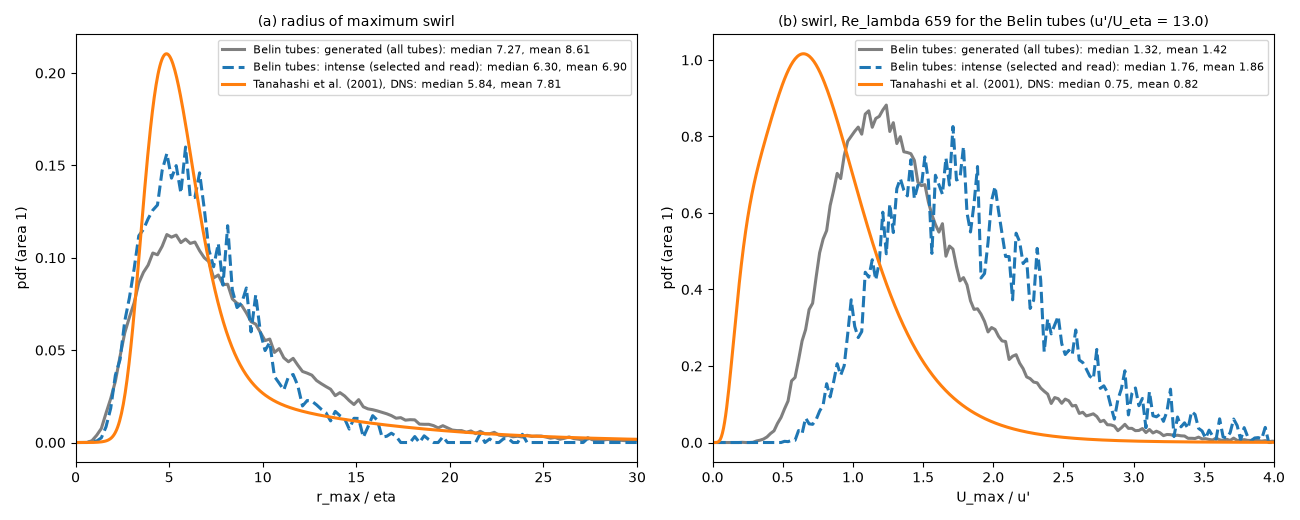 (a) radius of maximum swirl
Belin tubes: generated (all tubes): median 7.27, mean 8.61
Belin tubes: intense (selected and read): median 6.30, mean 6.90
Tanahashi et al. (2001), DNS: median 5.84, mean 7.81
pdf (area 1)
0.20
0.15
0.10
0.05
0.00
0
5
10
15
20
25
30
r_max / eta
(b) swirl, Re_lambda 659 for the Belin tubes (u'/U_eta = 13.0)
Belin tubes: generated (all tubes): median 1.32, mean 1.42
Belin tubes: intense (selected and read): median 1.76, mean 1.86
Tanahashi et al. (2001), DNS: median 0.75, mean 0.82
pdf (area 1)
1.0
0.8
0.6
0.4
0.2
0.0
0.0
0.5
1.0
1.5
2.0
2.5
3.0
3.5
4.0
U_max / u'